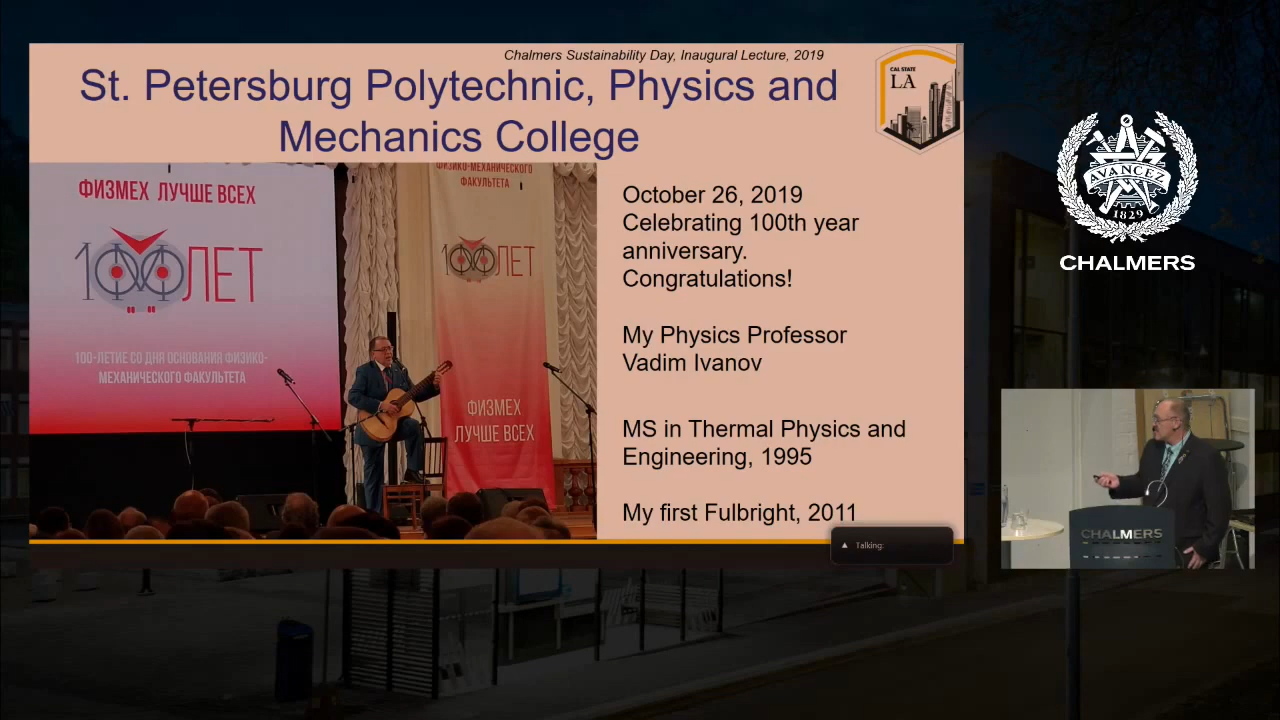 Chalmers Sustainability Day, Inaugural Lecture, 2019
St. Petersburg Polytechnic, Physics and
Mechanics College
CAL STATE
LA
ФИЗМЕХ ЛУЧШЕ ВСЕХ
100 ЛЕТ
100-ЛЕТИЕ СО ДНЯ ОСНОВАНИЯ ФИЗИКО-
МЕХАНИЧЕСКОГО ФАКУЛЬТЕТА
ФИЗИКО-МЕХАНИЧЕСКОГО
ФАКУЛЬТЕТА
100 ЛЕТ
ФИЗМЕХ
ЛУЧШЕ ВСЕХ
October 26, 2019
Celebrating 100th year
anniversary.
Congratulations!
My Physics Professor
Vadim Ivanov
MS in Thermal Physics and
Engineering, 1995
My first Fulbright, 2011
Talking:
AVANCEZ
1829
CHALMERS
CHALMERS